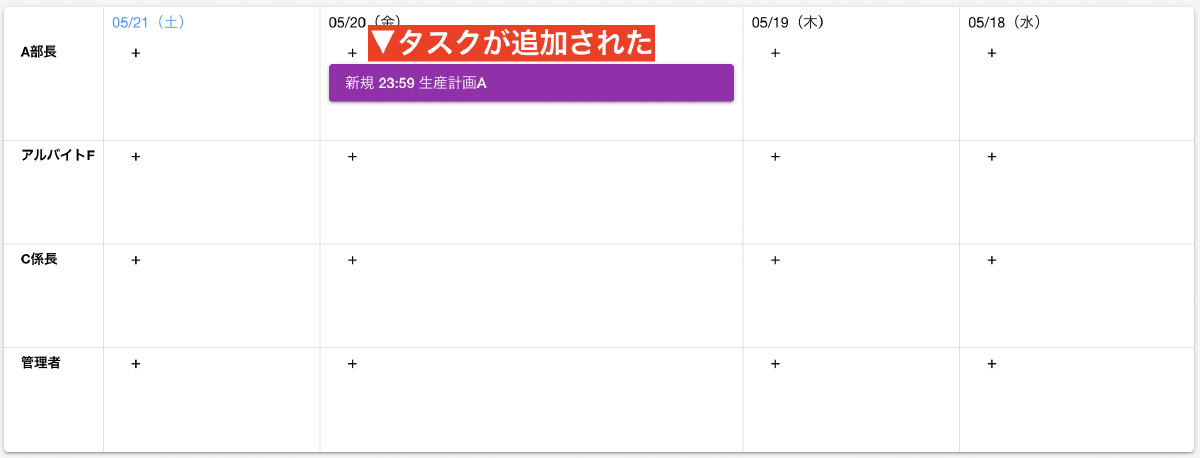 05/21（土） 05/20（金） 05/19（木） 05/18（水）
▼タスクが追加された
A部長 + + + +
新規 23:59 生産計画A
アルバイトF + + + +
C係長 + + + +
管理者 + + + +